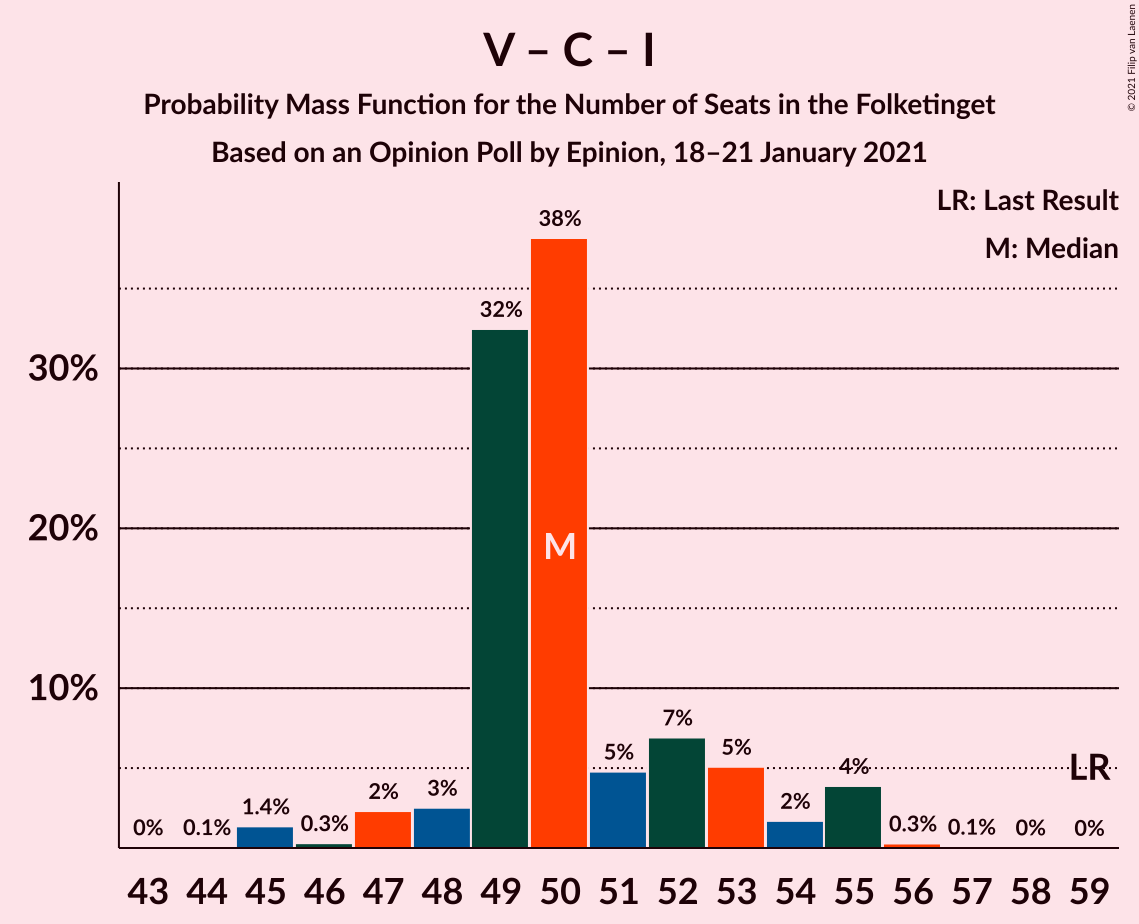 © 2021 Filip van Laenen
V – C – I
Probability Mass Function for the Number of Seats in the Folketinget
Based on an Opinion Poll by Epinion, 18–21 January 2021
LR: Last Result
M: Median
30%
20%
10%
0%
0.1%
1.4%
0.3%
2%
3%
32%
38%
5%
7%
5%
2%
4%
0.3%
0.1%
0%
0%
M
LR
43 44 45 46 47 48 49 50 51 52 53 54 55 56 57 58 59